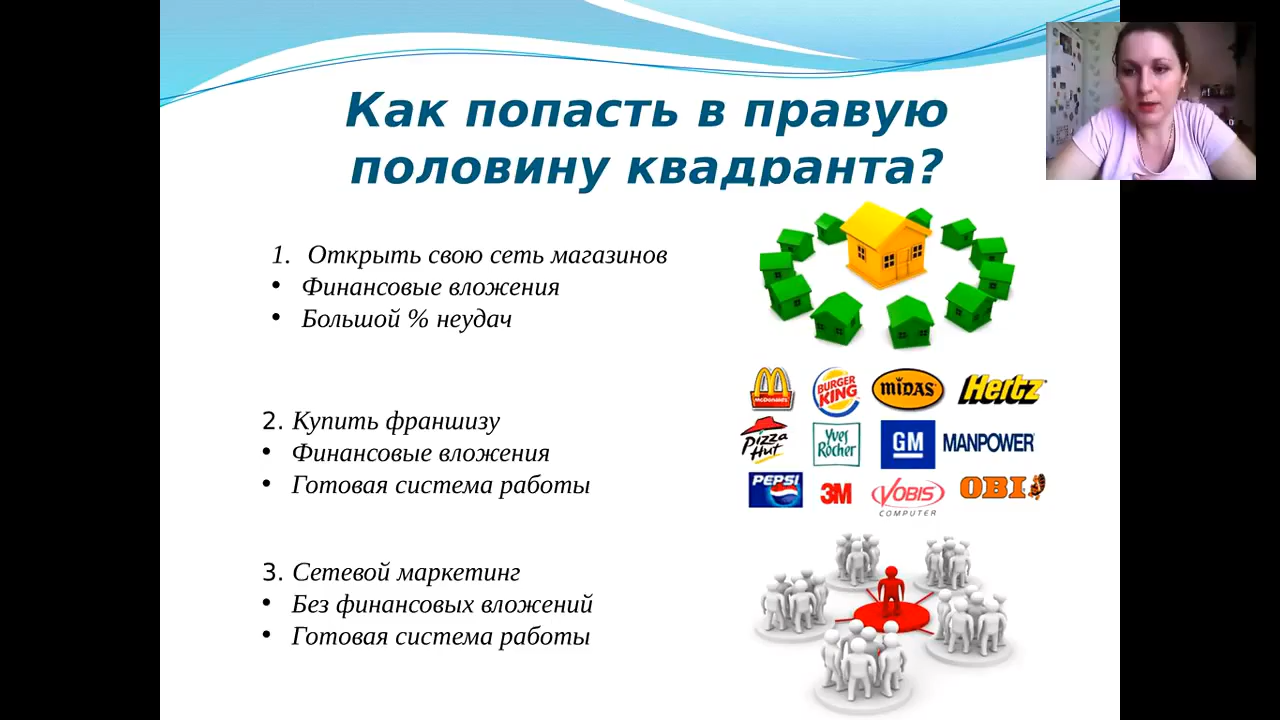 Как попасть в правую
половину квадранта?
1. Открыть свою сеть магазинов
• Финансовые вложения
• Большой % неудач
McDonald's
BURGER
KING
MIDAS
Hertz
2. Купить франшизу
• Финансовые вложения
• Готовая система работы
Pizza
Hut
Yves
Rocher
GM
MANPOWER
PEPSI
3M
VOBIS
COMPUTER
OBI
3. Сетевой маркетинг
• Без финансовых вложений
• Готовая система работы